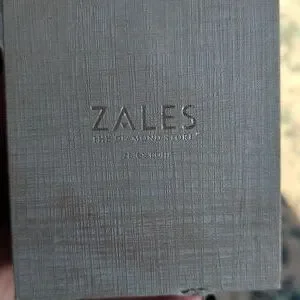 ZALES
THE DIAMOND STORE